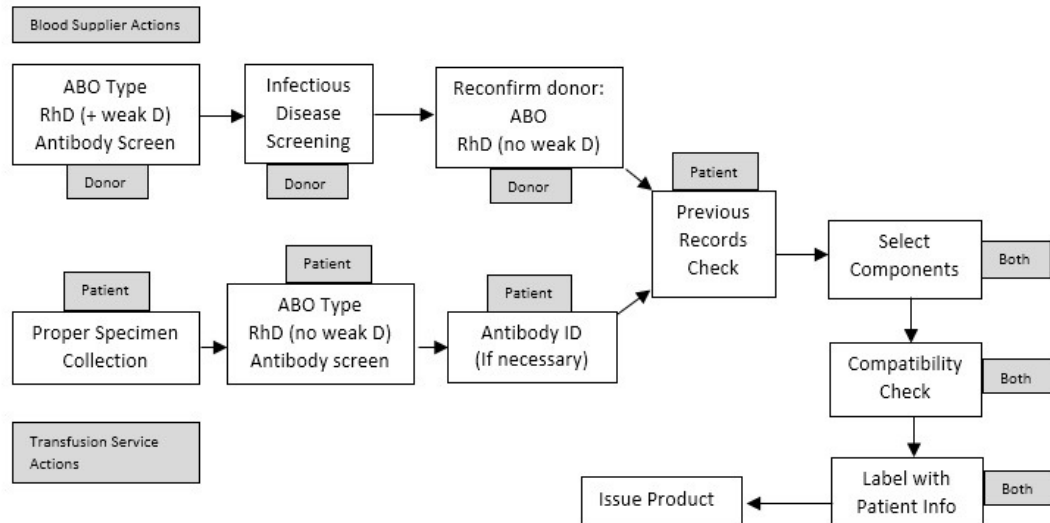 Blood Supplier Actions
ABO Type
RhD (+ weak D)
Antibody Screen
Donor
Infectious
Disease
Screening
Donor
Reconfirm donor:
ABO
RhD (no weak D)
Donor
Patient
Previous
Records
Check
Select
Components
Both
Patient
Proper Specimen
Collection
Patient
ABO Type
RhD (no weak D)
Antibody screen
Patient
Antibody ID
(If necessary)
Compatibility
Check
Both
Transfusion Service
Actions
Label with
Patient Info
Both
Issue Product